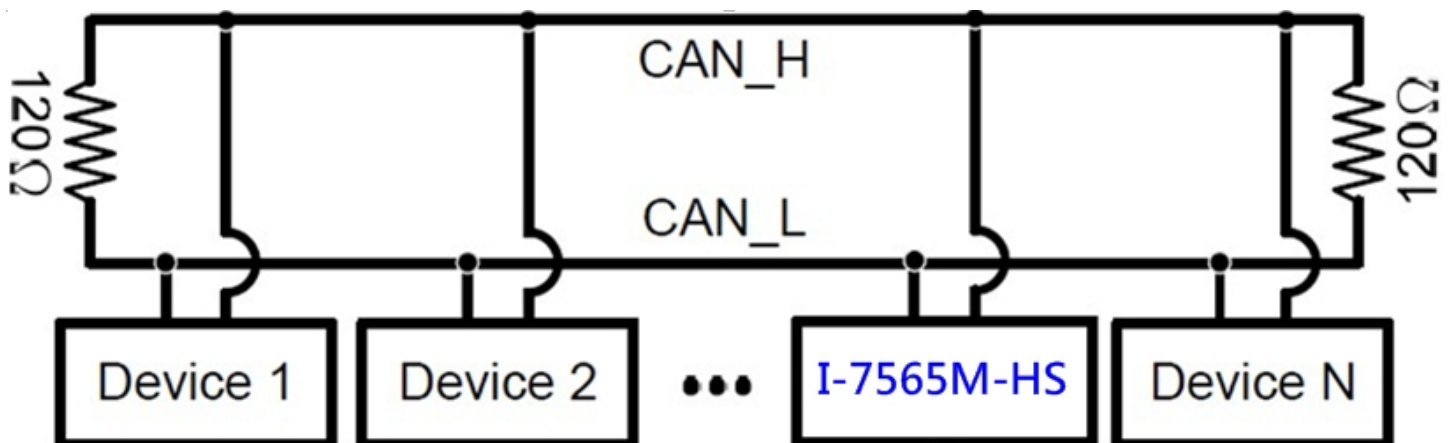 CAN_H
120Ω
120Ω
CAN_L
Device 1
Device 2
•••
I-7565M-HS
Device N